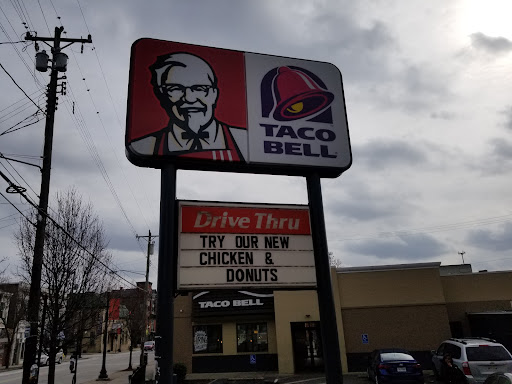 TACO
BELL
Drive Thru
TRY OUR NEW
CHICKEN &
DONUTS
TACO BELL